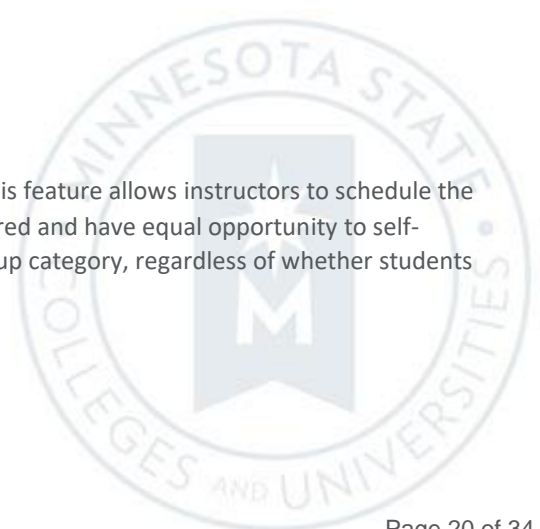 is feature allows instructors to schedule the
red and have equal opportunity to self-
up category, regardless of whether students
MINNESOTA STATE
COLLEGES AND UNIVERSITIES
M
Page 20 of 34